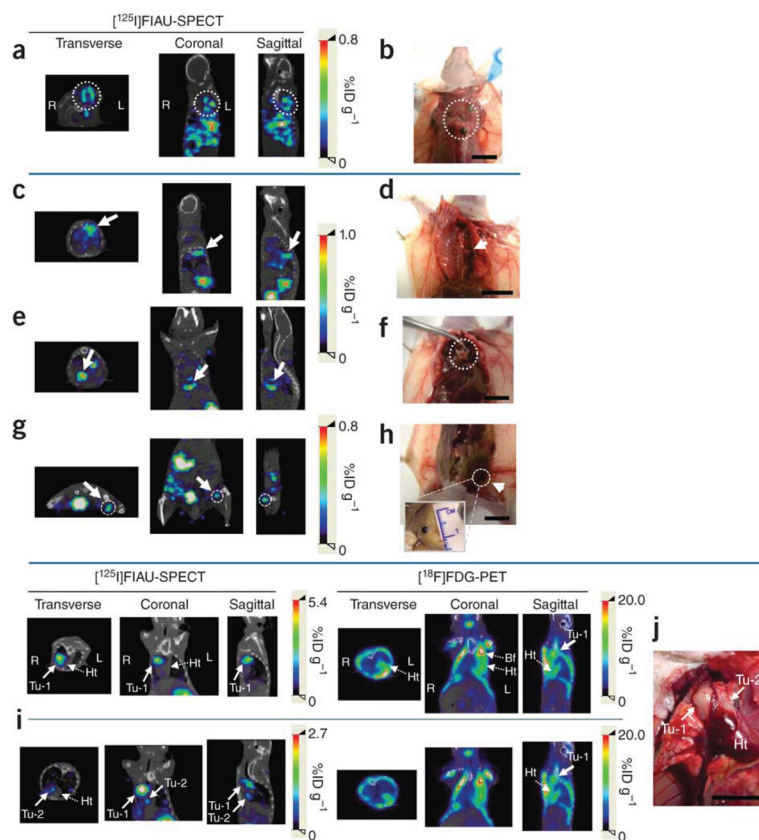 [¹²⁵I]FIAU-SPECT
a
Transverse
Coronal
Sagittal
0.8
b
R
L
R
L
%ID g⁻¹
0
c
d
1.0
%ID g⁻¹
e
f
0
g
0.8
h
%ID g⁻¹
CM
1
0
[¹²⁵I]FIAU-SPECT
[¹⁸F]FDG-PET
Transverse
Coronal
Sagittal
5.4
Transverse
Coronal
Sagittal
20.0
j
R
L
Ht
Tu-1
R
L
Ht
Tu-1
Ht
Tu-1
%ID g⁻¹
0
R
L
Ht
Bf
Ht
R
L
Tu-1
Ht
%ID g⁻¹
0
Tu-2
Tu-1
Ht
i
2.7
20.0
Tu-2
Ht
Tu-2
Tu-1
Ht
Tu-1
Tu-2
%ID g⁻¹
0
Tu-1
Ht
%ID g⁻¹
0